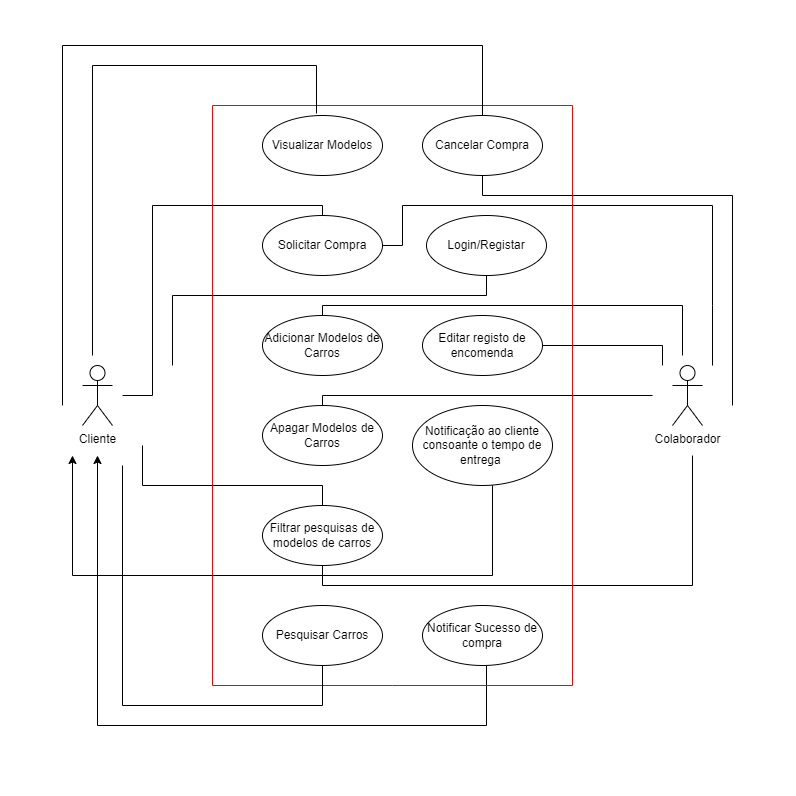 Visualizar Modelos
Cancelar Compra
Solicitar Compra
Login/Registar
Adicionar Modelos de
Carros
Editar registo de
encomenda
Cliente
Colaborador
Apagar Modelos de
Carros
Notificação ao cliente
consoante o tempo de
entrega
Filtrar pesquisas de
modelos de carros
Pesquisar Carros
Notificar Sucesso de
compra